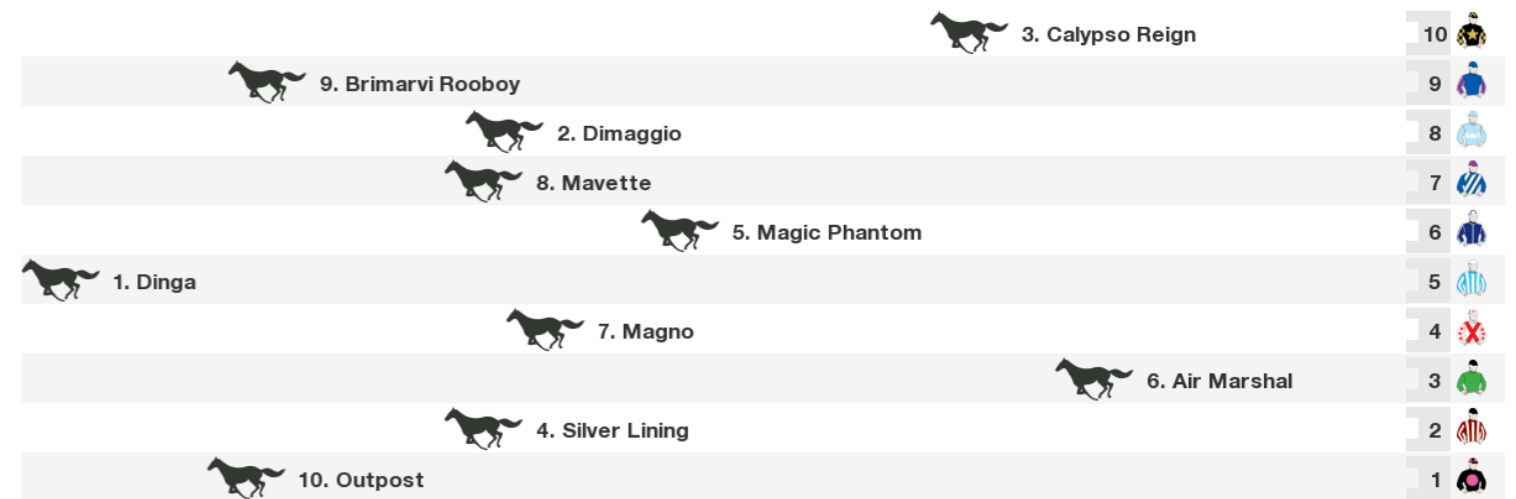 3. Calypso Reign 10
9. Brimarvi Rooboy 9
2. Dimaggio 8
8. Mavette 7
5. Magic Phantom 6
1. Dinga 5
7. Magno 4
6. Air Marshal 3
4. Silver Lining 2
10. Outpost 1